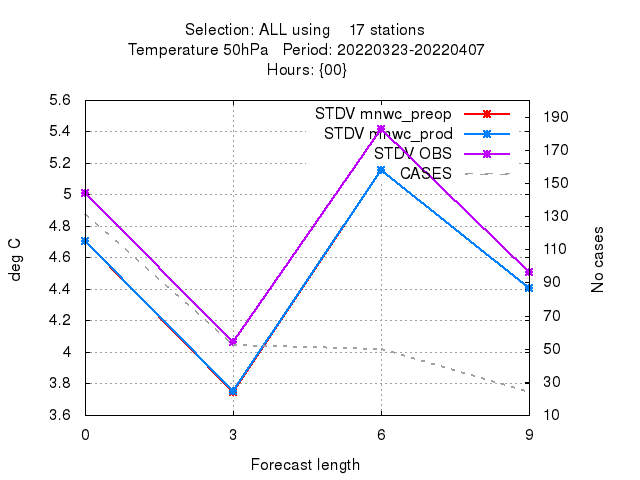 Selection: ALL using    17 stations
Temperature 50hPa   Period: 20220323-20220407
Hours: {00}
STDV mnwc_preop
STDV mnwc_prod
STDV OBS
CASES
5.6
5.4
5.2
5
4.8
4.6
4.4
4.2
4
3.8
3.6
deg C
190
170
150
130
110
90
70
50
30
10
No cases
0 3 6 9
Forecast length